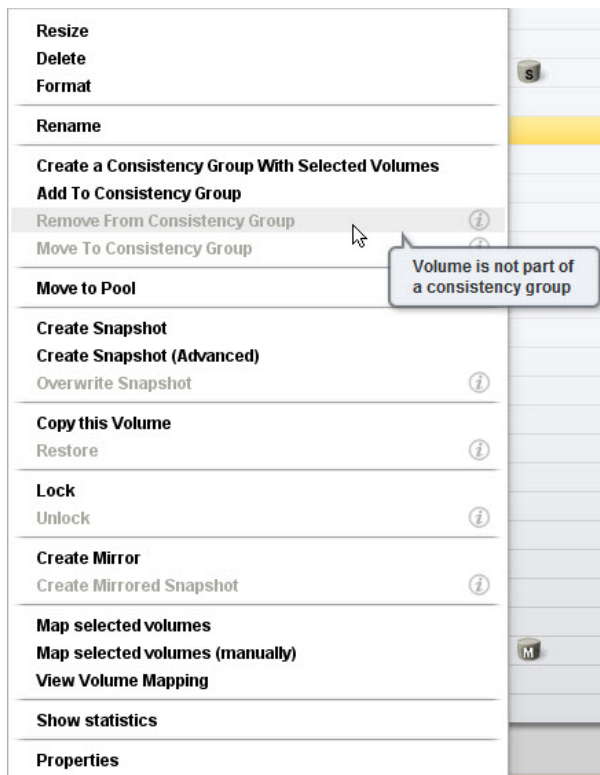 Resize
Delete
S
Format
Rename
Create a Consistency Group With Selected Volumes
Add To Consistency Group
Remove From Consistency Group i
Move To Consistency Group i
Volume is not part of
a consistency group
Move to Pool
Create Snapshot
Create Snapshot (Advanced)
Overwrite Snapshot i
Copy this Volume
Restore i
Lock
Unlock i
Create Mirror
Create Mirrored Snapshot i
Map selected volumes
Map selected volumes (manually)
M
View Volume Mapping
Show statistics
Properties